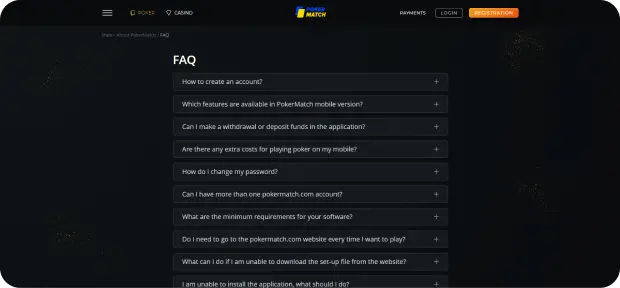 POKER
CASINO
POKER
MATCH
PAYMENTS
LOGIN
REGISTRATION
Main / About PokerMatch / FAQ
FAQ
How to create an account?
Which features are available in PokerMatch mobile version?
Can I make a withdrawal or deposit funds in the application?
Are there any extra costs for playing poker on my mobile?
How do I change my password?
Can I have more than one pokermatch.com account?
What are the minimum requirements for your software?
Do I need to go to the pokermatch.com website every time I want to play?
What can I do if I am unable to download the set-up file from the website?
I am unable to install the application, what should I do?